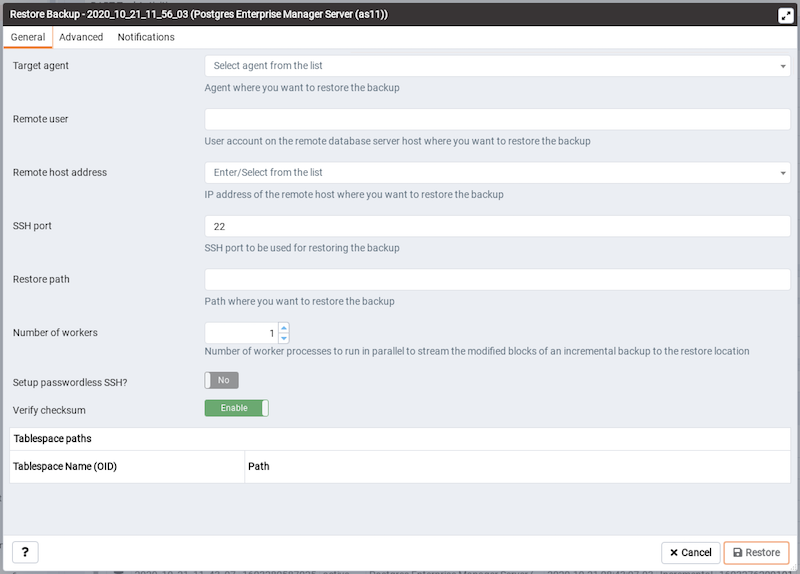 Restore Backup - 2020_10_21_11_56_03 (Postgres Enterprise Manager Server (as11))
General Advanced Notifications
Target agent Select agent from the list
Agent where you want to restore the backup
Remote user
User account on the remote database server host where you want to restore the backup
Remote host address Enter/Select from the list
IP address of the remote host where you want to restore the backup
SSH port 22
SSH port to be used for restoring the backup
Restore path
Path where you want to restore the backup
Number of workers 1
Number of worker processes to run in parallel to stream the modified blocks of an incremental backup to the restore location
Setup passwordless SSH? No
Verify checksum Enable
Tablespace paths
Tablespace Name (OID) Path
? Cancel Restore